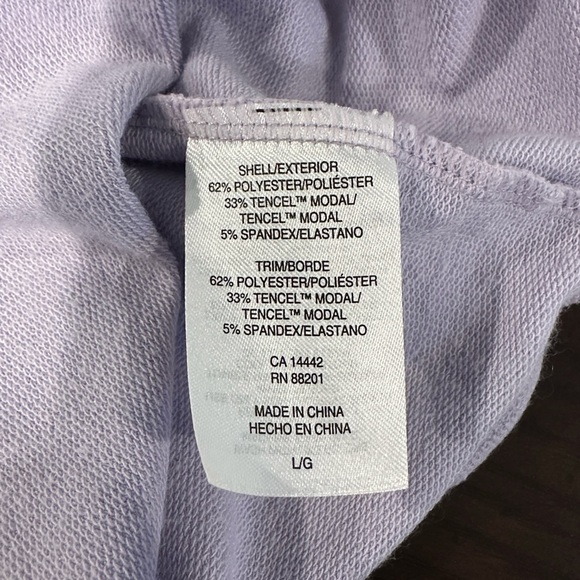 SHELL/EXTERIOR
62% POLYESTER/POLIÉSTER
33% TENCEL™ MODAL/
TENCEL™ MODAL
5% SPANDEX/ELASTANO
TRIM/BORDE
62% POLYESTER/POLIÉSTER
33% TENCEL™ MODAL/
TENCEL™ MODAL
5% SPANDEX/ELASTANO
CA 14442
RN 88201
MADE IN CHINA
HECHO EN CHINA
L/G